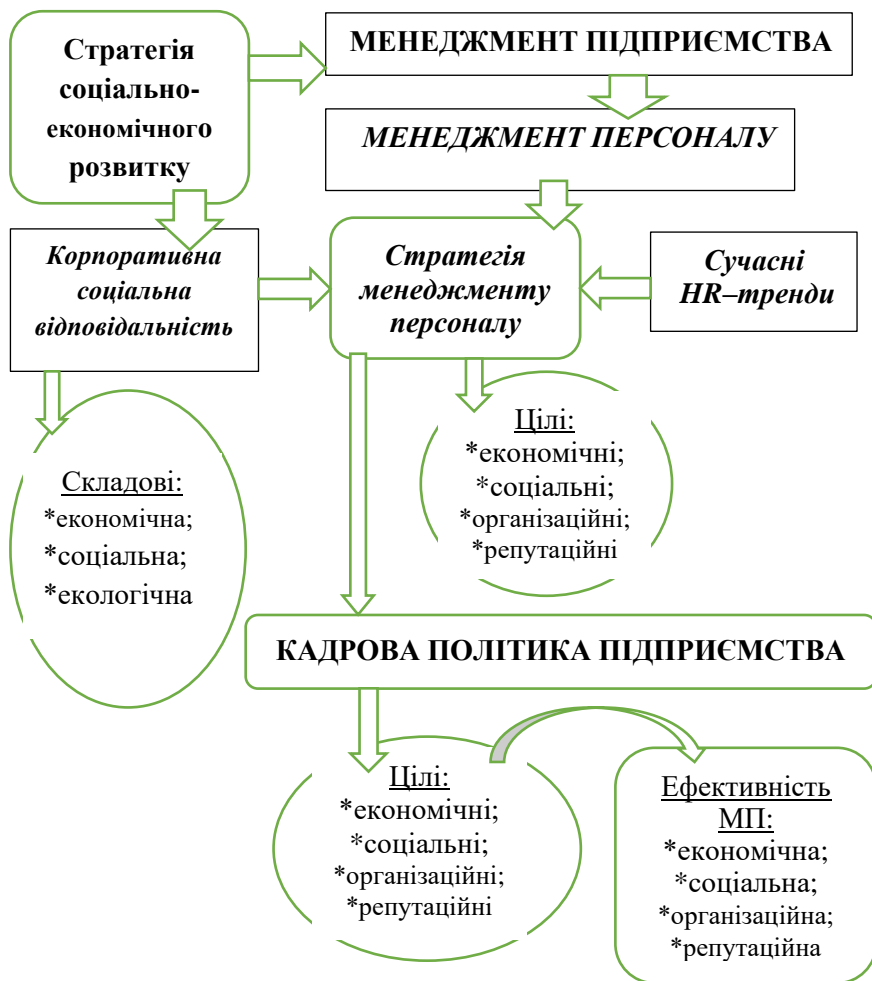 Стратегія
соціально-
економічного
розвитку
МЕНЕДЖМЕНТ ПІДПРИЄМСТВА
МЕНЕДЖМЕНТ ПЕРСОНАЛУ
Корпоративна
соціальна
відповідальність
Стратегія
менеджменту
персоналу
Сучасні
HR–тренди
Складові:
*економічна;
*соціальна;
*екологічна
Цілі:
*економічні;
*соціальні;
*організаційні;
*репутаційні
КАДРОВА ПОЛІТИКА ПІДПРИЄМСТВА
Цілі:
*економічні;
*соціальні;
*організаційні;
*репутаційні
Ефективність
МП:
*економічна;
*соціальна;
*організаційна;
*репутаційна